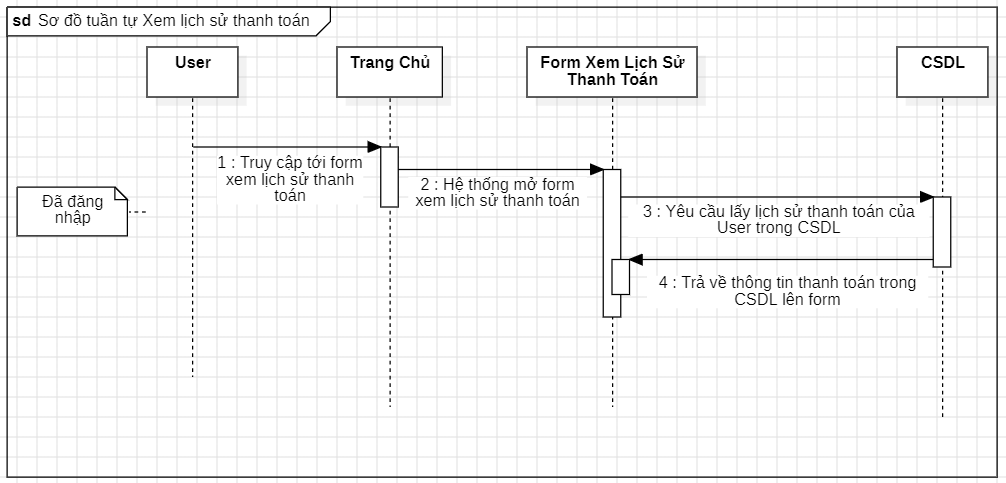 sd Sơ đồ tuần tự Xem lịch sử thanh toán
User
Trang Chủ
Form Xem Lịch Sử
Thanh Toán
CSDL
1 : Truy cập tới form
xem lịch sử thanh
toán
2 : Hệ thống mở form
xem lịch sử thanh toán
Đã đăng
nhập
3 : Yêu cầu lấy lịch sử thanh toán của
User trong CSDL
4 : Trả về thông tin thanh toán trong
CSDL lên form